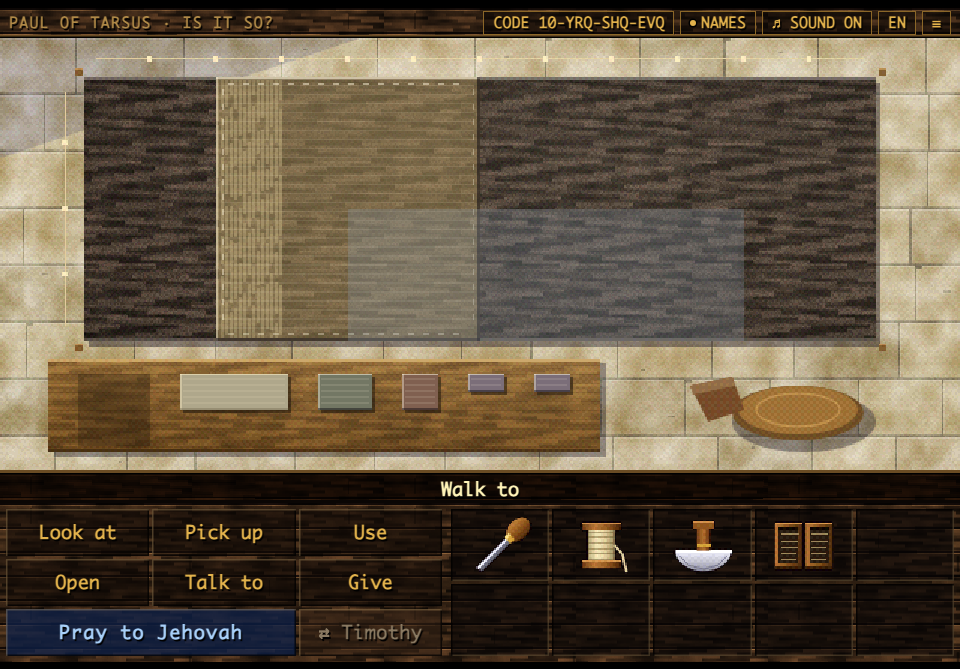 PAUL OF TARSUS · IS IT SO?
CODE 10-YRQ-SHQ-EVQ
● NAMES
♬ SOUND ON
EN
≡
Walk to
Look at
Pick up
Use
Open
Talk to
Give
Pray to Jehovah
⇄ Timothy